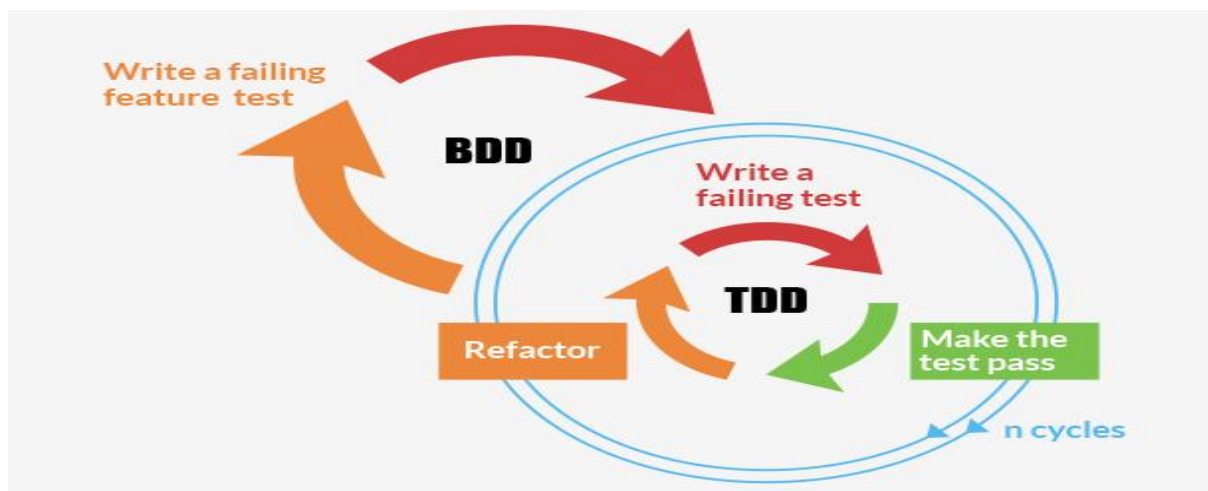 Write a failing
feature test
BDD
Write a
failing test
TDD
Refactor
Make the
test pass
n cycles